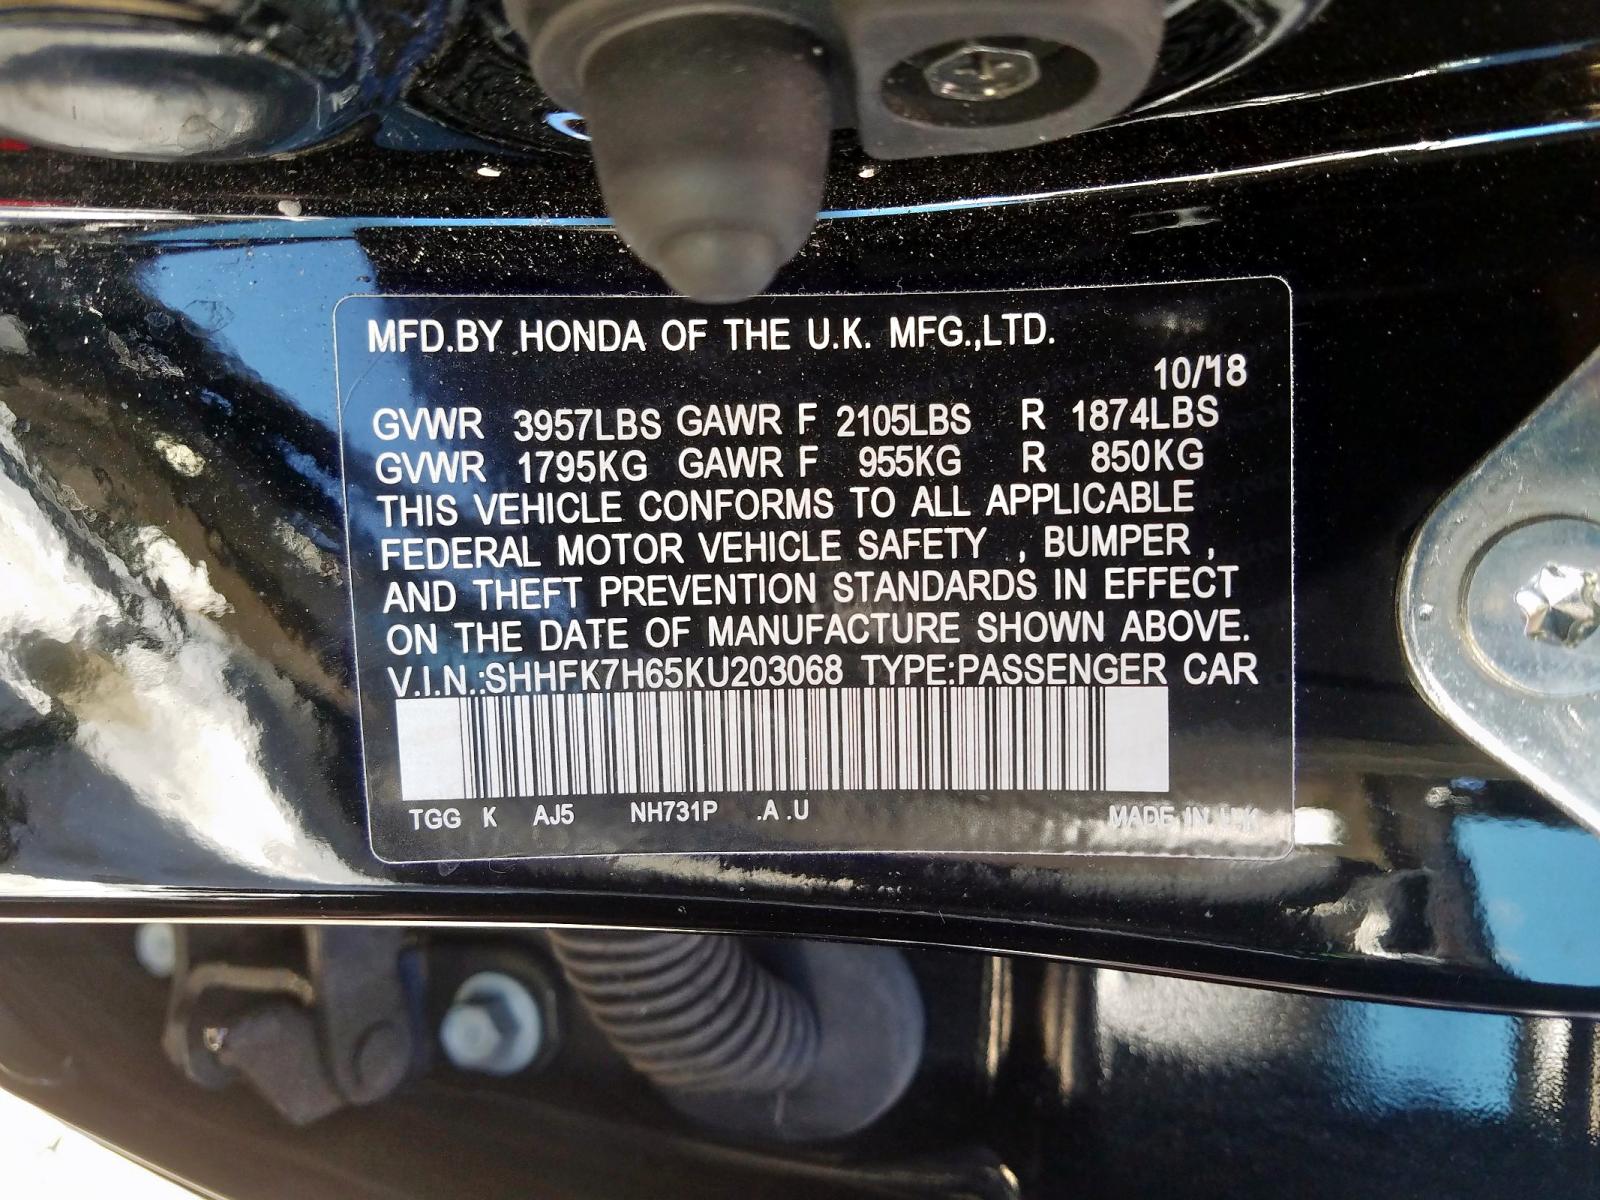 MFD.BY HONDA OF THE U.K. MFG.,LTD.
10/18
GVWR 3957LBS GAWR F 2105LBS R 1874LBS
GVWR 1795KG GAWR F 955KG R 850KG
THIS VEHICLE CONFORMS TO ALL APPLICABLE
FEDERAL MOTOR VEHICLE SAFETY , BUMPER ,
AND THEFT PREVENTION STANDARDS IN EFFECT
ON THE DATE OF MANUFACTURE SHOWN ABOVE.
V.I.N.:SHHFK7H65KU203068 TYPE:PASSENGER CAR
TGG K AJ5 NH731P .A .U MADE IN U.K